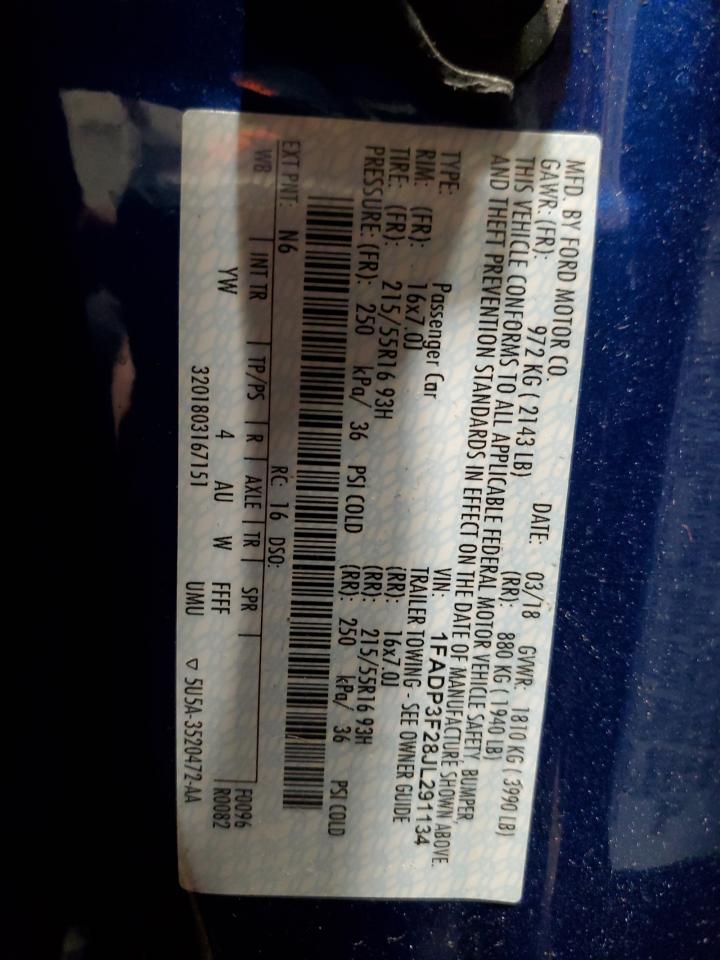 MFD. BY FORD MOTOR CO. DATE: 03/18 GVWR: 1810 KG ( 3990 LB)
GAWR: (FR): 972 KG ( 2143 LB) (RR): 880 KG ( 1940 LB)
THIS VEHICLE CONFORMS TO ALL APPLICABLE FEDERAL MOTOR VEHICLE SAFETY, BUMPER,
AND THEFT PREVENTION STANDARDS IN EFFECT ON THE DATE OF MANUFACTURE SHOWN ABOVE.
VIN: 1FADP3F28JL291134
TYPE: Passenger Car TRAILER TOWING - SEE OWNER GUIDE
RIM: (FR): 16x7.0J (RR): 16x7.0J
TIRE: (FR): 215/55R16 93H (RR): 215/55R16 93H
PRESSURE: (FR): 250 kPa/ 36 PSI COLD (RR): 250 kPa/ 36 PSI COLD
EXT PNT: N6 RC: 16 DSO: F0096
WB | INT TR | TP/PS | R | AXLE | TR | SPR | R0082
YW 4 AU W FFFF
3201803167151 UMU ▽ 5U5A-3520472-AA